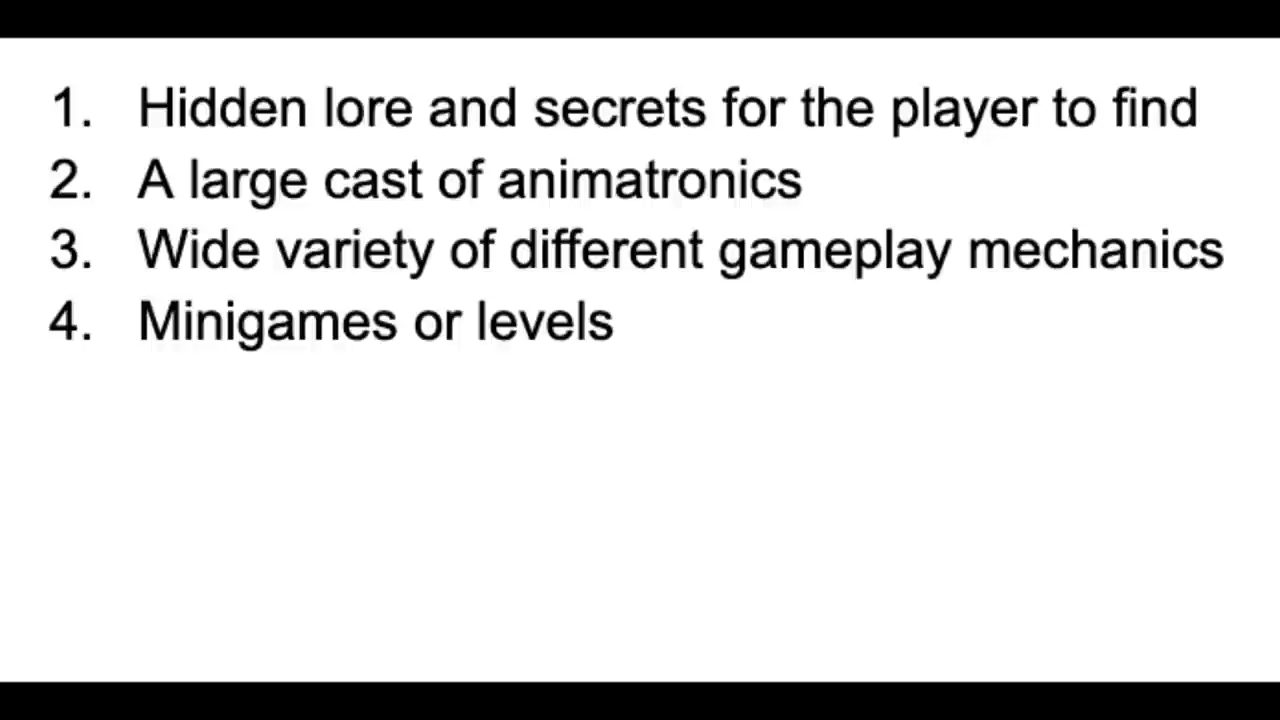 1. Hidden lore and secrets for the player to find
2. A large cast of animatronics
3. Wide variety of different gameplay mechanics
4. Minigames or levels